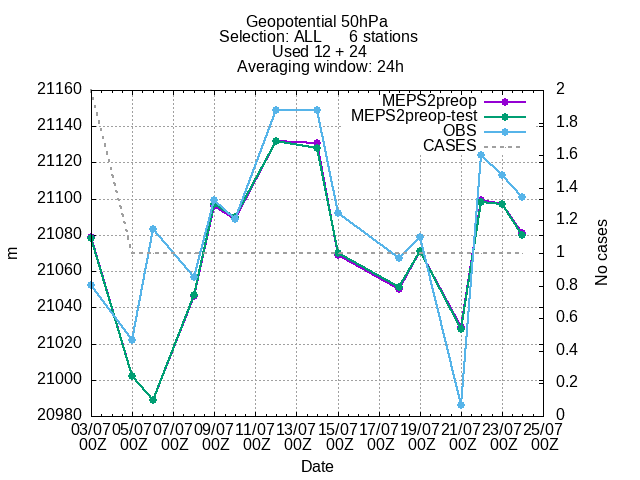 Geopotential 50hPa
Selection: ALL 6 stations
Used 12 + 24
Averaging window: 24h
MEPS2preop
MEPS2preop-test
OBS
CASES
21160
21140
21120
21100
21080
21060
21040
21020
21000
20980
m
2
1.8
1.6
1.4
1.2
1
0.8
0.6
0.4
0.2
0
No cases
03/07 05/07 07/07 09/07 11/07 13/07 15/07 17/07 19/07 21/07 23/07 25/07
00Z 00Z 00Z 00Z 00Z 00Z 00Z 00Z 00Z 00Z 00Z 00Z
Date